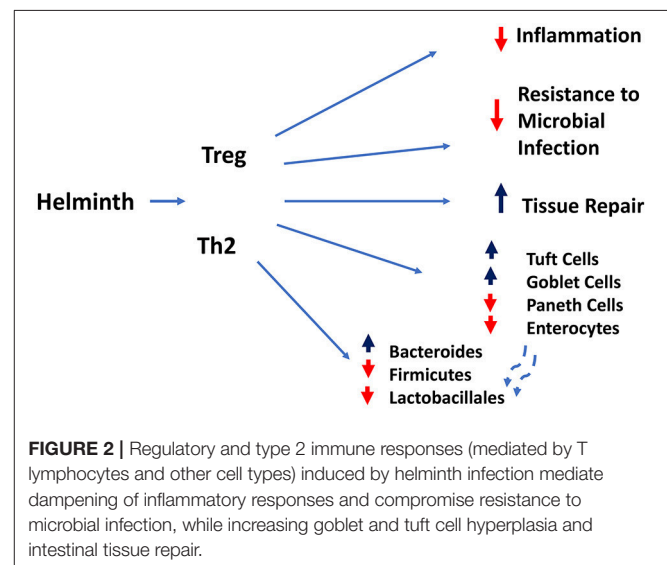 Inflammation
Resistance to
Microbial
Infection
Treg
Helminth
Tissue Repair
Th2
Tuft Cells
Goblet Cells
Paneth Cells
Enterocytes
Bacteroides
Firmicutes
Lactobacillales
FIGURE 2 | Regulatory and type 2 immune responses (mediated by T
lymphocytes and other cell types) induced by helminth infection mediate
dampening of inflammatory responses and compromise resistance to
microbial infection, while increasing goblet and tuft cell hyperplasia and
intestinal tissue repair.